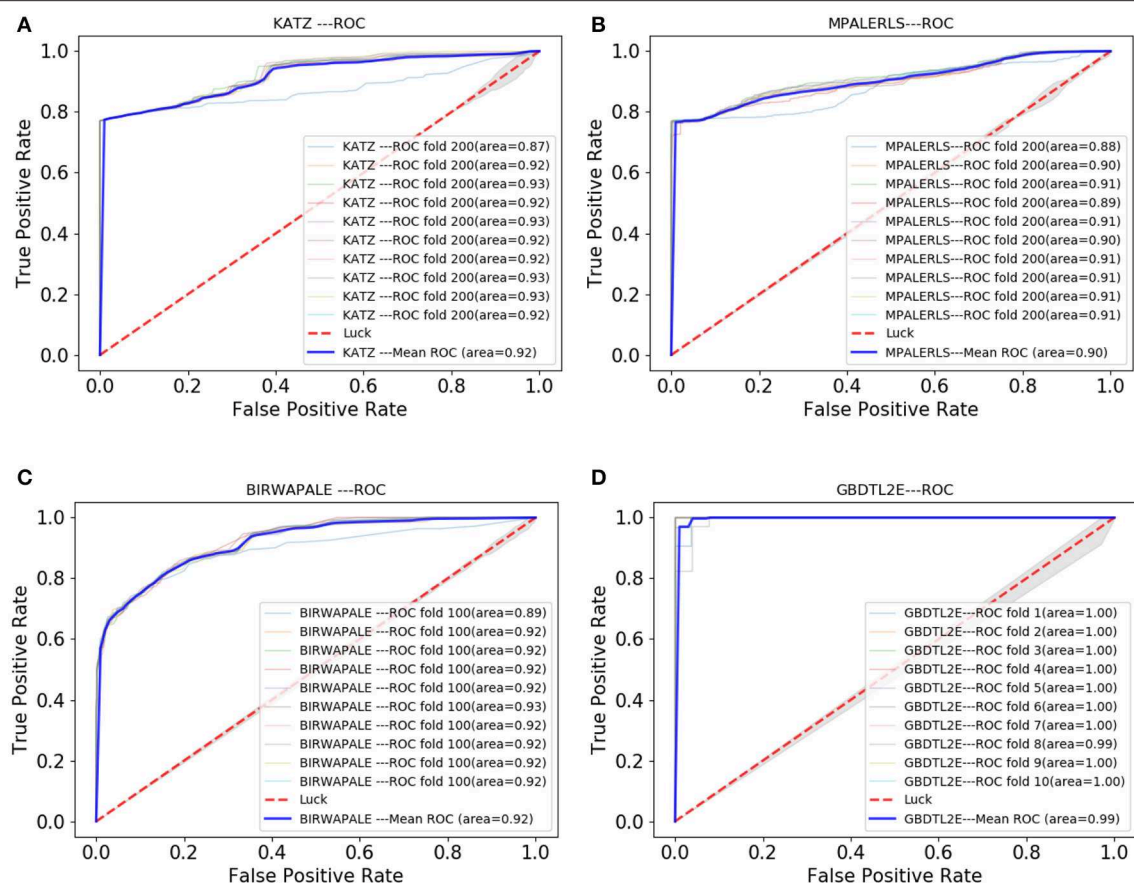 A
KATZ ---ROC
True Positive Rate
1.0
0.8
0.6
0.4
0.2
0.0
KATZ ---ROC fold 200(area=0.87)
KATZ ---ROC fold 200(area=0.92)
KATZ ---ROC fold 200(area=0.93)
KATZ ---ROC fold 200(area=0.92)
KATZ ---ROC fold 200(area=0.93)
KATZ ---ROC fold 200(area=0.92)
KATZ ---ROC fold 200(area=0.92)
KATZ ---ROC fold 200(area=0.93)
KATZ ---ROC fold 200(area=0.93)
KATZ ---ROC fold 200(area=0.92)
Luck
KATZ ---Mean ROC (area=0.92)
0.0 0.2 0.4 0.6 0.8 1.0
False Positive Rate
B
MPALERLS---ROC
True Positive Rate
1.0
0.8
0.6
0.4
0.2
0.0
MPALERLS---ROC fold 200(area=0.88)
MPALERLS---ROC fold 200(area=0.90)
MPALERLS---ROC fold 200(area=0.91)
MPALERLS---ROC fold 200(area=0.89)
MPALERLS---ROC fold 200(area=0.91)
MPALERLS---ROC fold 200(area=0.90)
MPALERLS---ROC fold 200(area=0.91)
MPALERLS---ROC fold 200(area=0.91)
MPALERLS---ROC fold 200(area=0.91)
MPALERLS---ROC fold 200(area=0.91)
Luck
MPALERLS---Mean ROC (area=0.90)
0.0 0.2 0.4 0.6 0.8 1.0
False Positive Rate
C
BIRWAPALE ---ROC
True Positive Rate
1.0
0.8
0.6
0.4
0.2
0.0
BIRWAPALE ---ROC fold 100(area=0.89)
BIRWAPALE ---ROC fold 100(area=0.92)
BIRWAPALE ---ROC fold 100(area=0.92)
BIRWAPALE ---ROC fold 100(area=0.92)
BIRWAPALE ---ROC fold 100(area=0.92)
BIRWAPALE ---ROC fold 100(area=0.93)
BIRWAPALE ---ROC fold 100(area=0.92)
BIRWAPALE ---ROC fold 100(area=0.92)
BIRWAPALE ---ROC fold 100(area=0.92)
BIRWAPALE ---ROC fold 100(area=0.92)
Luck
BIRWAPALE ---Mean ROC (area=0.92)
0.0 0.2 0.4 0.6 0.8 1.0
False Positive Rate
D
GBDTL2E---ROC
True Positive Rate
1.0
0.8
0.6
0.4
0.2
0.0
GBDTL2E---ROC fold 1(area=1.00)
GBDTL2E---ROC fold 2(area=1.00)
GBDTL2E---ROC fold 3(area=1.00)
GBDTL2E---ROC fold 4(area=1.00)
GBDTL2E---ROC fold 5(area=1.00)
GBDTL2E---ROC fold 6(area=1.00)
GBDTL2E---ROC fold 7(area=1.00)
GBDTL2E---ROC fold 8(area=0.99)
GBDTL2E---ROC fold 9(area=1.00)
GBDTL2E---ROC fold 10(area=1.00)
Luck
GBDTL2E---Mean ROC (area=0.99)
0.0 0.2 0.4 0.6 0.8 1.0
False Positive Rate